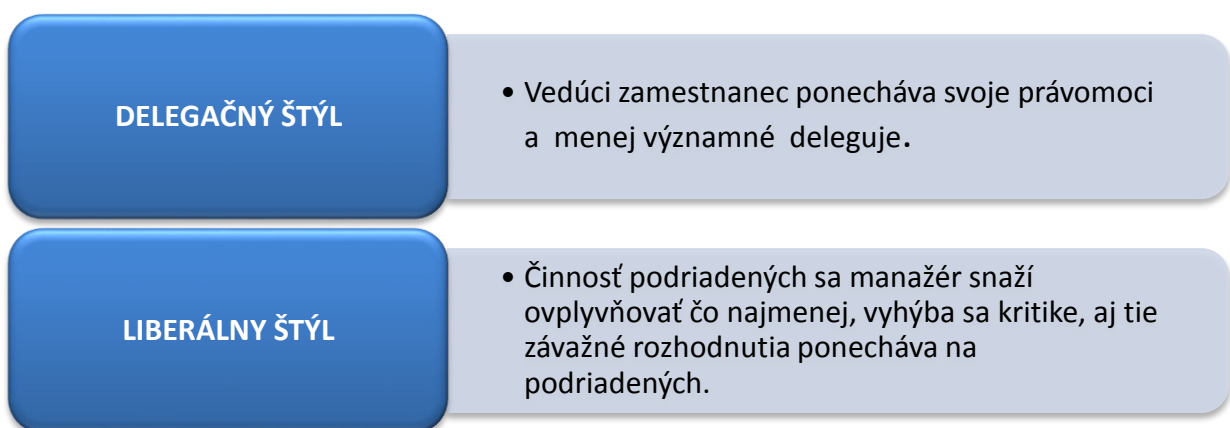 DELEGAČNÝ ŠTÝL
• Vedúci zamestnanec ponecháva svoje právomoci
a menej významné deleguje.
LIBERÁLNY ŠTÝL
• Činnosť podriadených sa manažér snaží
ovplyvňovať čo najmenej, vyhýba sa kritike, aj tie
závažné rozhodnutia ponecháva na
podriadených.